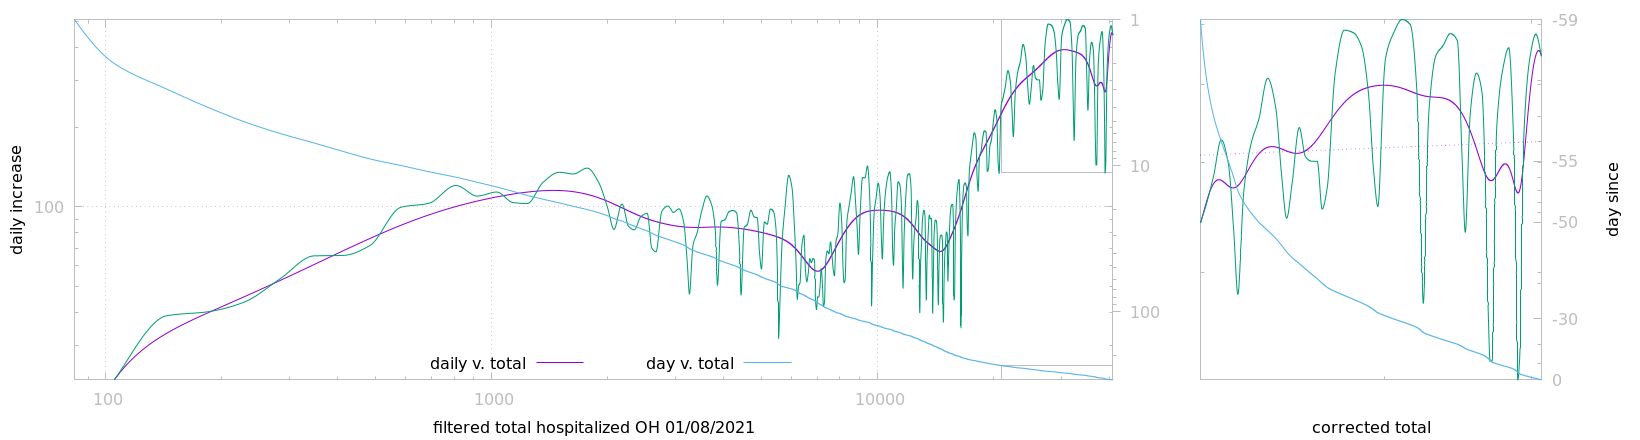 daily increase
100
daily v. total
day v. total
100
1000
10000
filtered total hospitalized OH 01/08/2021
1
10
100
-59
-55
-50
-30
0
day since
corrected total